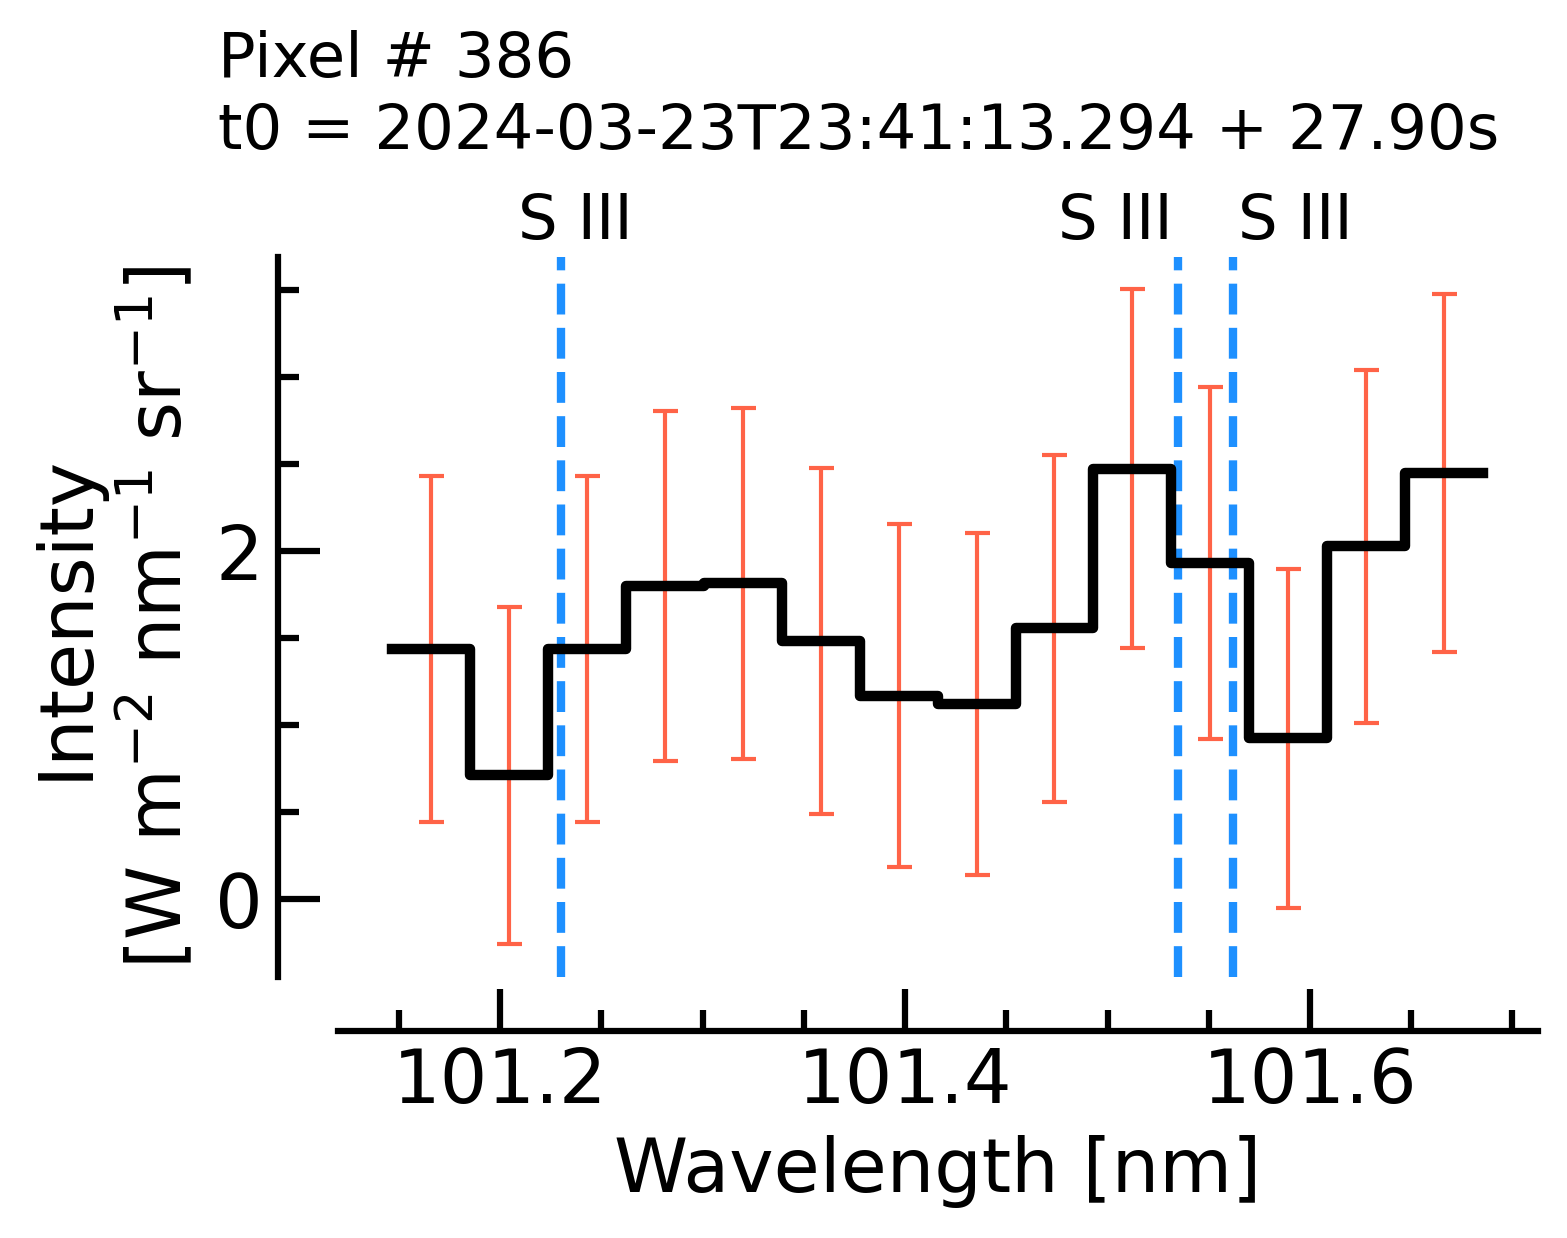 Pixel # 386
t0 = 2024-03-23T23:41:13.294 + 27.90s
S III S III S III
Intensity
[W m⁻² nm⁻¹ sr⁻¹]
2
0
101.2 101.4 101.6
Wavelength [nm]